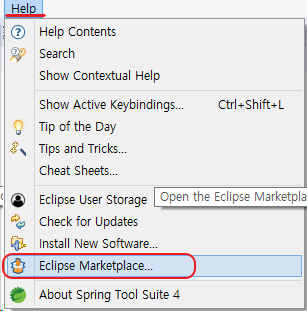 Help
Help Contents
Search
Show Contextual Help
Show Active Keybindings... Ctrl+Shift+L
Tip of the Day
Tips and Tricks...
Cheat Sheets...
Eclipse User Storage
Open the Eclipse Marketpla
Check for Updates
Install New Software...
Eclipse Marketplace...
About Spring Tool Suite 4